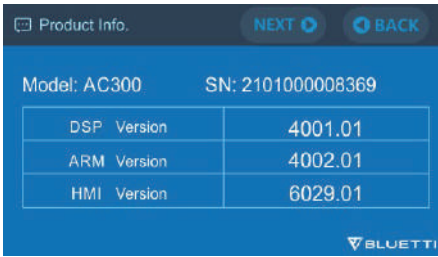 Product Info. NEXT BACK
Model: AC300 SN: 2101000008369
DSP Version 4001.01
ARM Version 4002.01
HMI Version 6029.01
BLUETTI